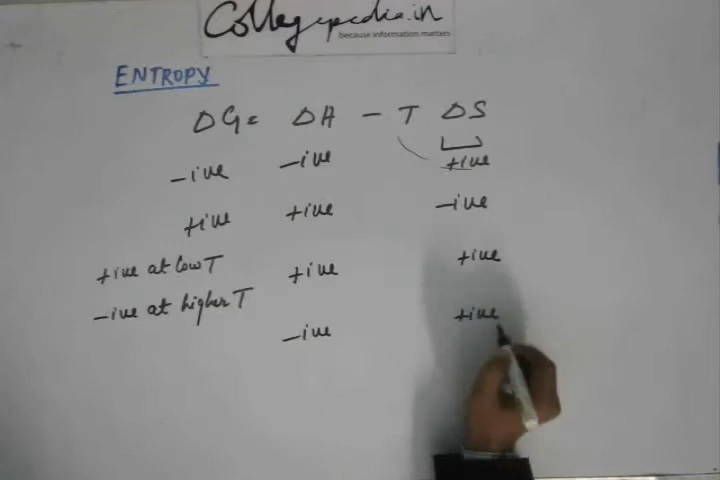 Collegepedia.in
because information matters
ENTROPY
ΔG = ΔH - T ΔS
-ive -ive +ive
+ive +ive -ive
+ive at low T +ive +ive
-ive at higher T
-ive +ive